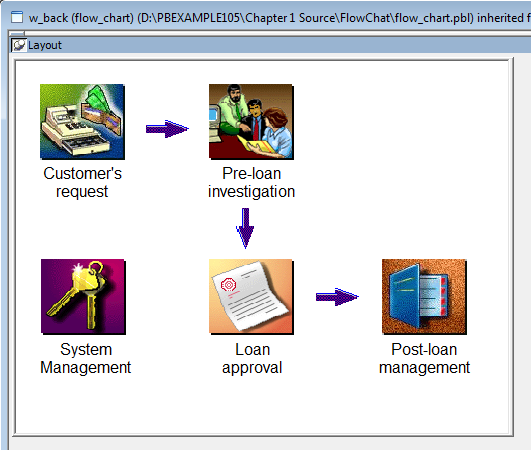 w_back (flow_chart) (D:\PBEXAMPLE105\Chapter 1 Source\FlowChat\flow_chart.pbl) inherited f
Layout
Customer's
request
Pre-loan
investigation
System
Management
Loan
approval
Post-loan
management